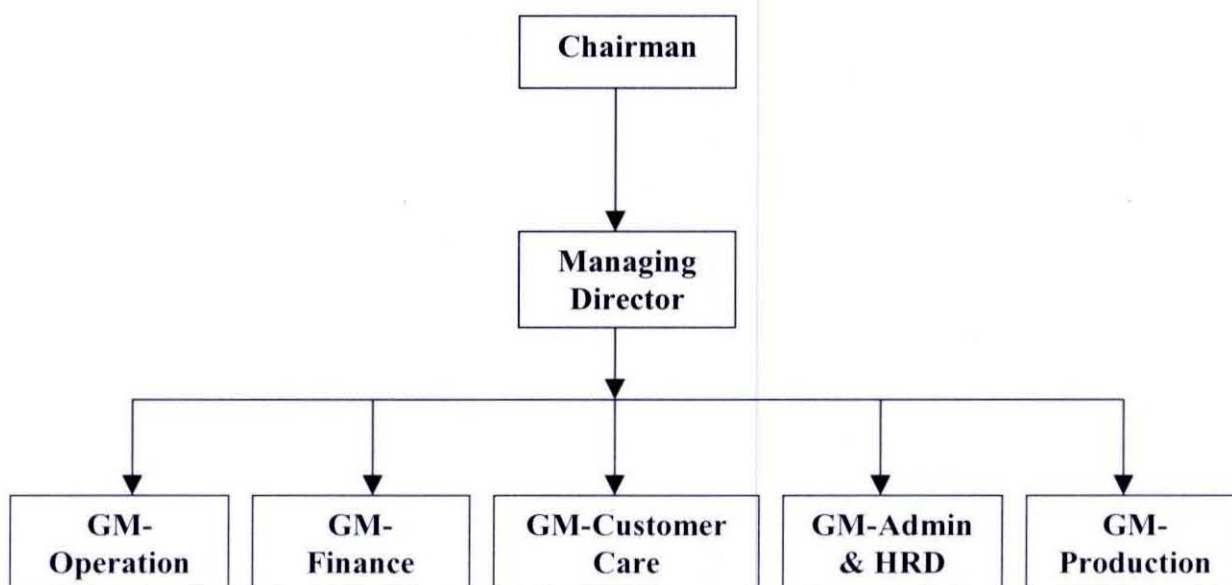 Chairman
Managing
Director
GM-
Operation
GM-
Finance
GM-Customer
Care
GM-Admin
& HRD
GM-
Production